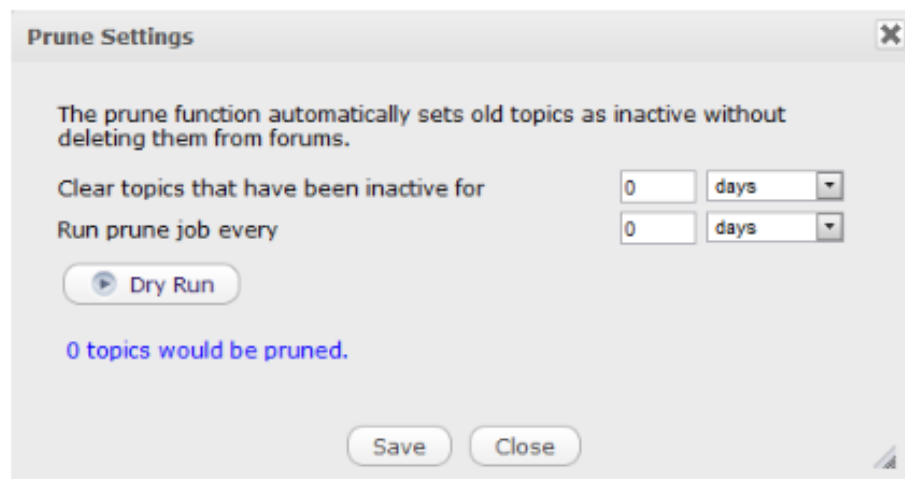 Prune Settings
The prune function automatically sets old topics as inactive without
deleting them from forums.
Clear topics that have been inactive for 0 days
Run prune job every 0 days
Dry Run
0 topics would be pruned.
Save Close